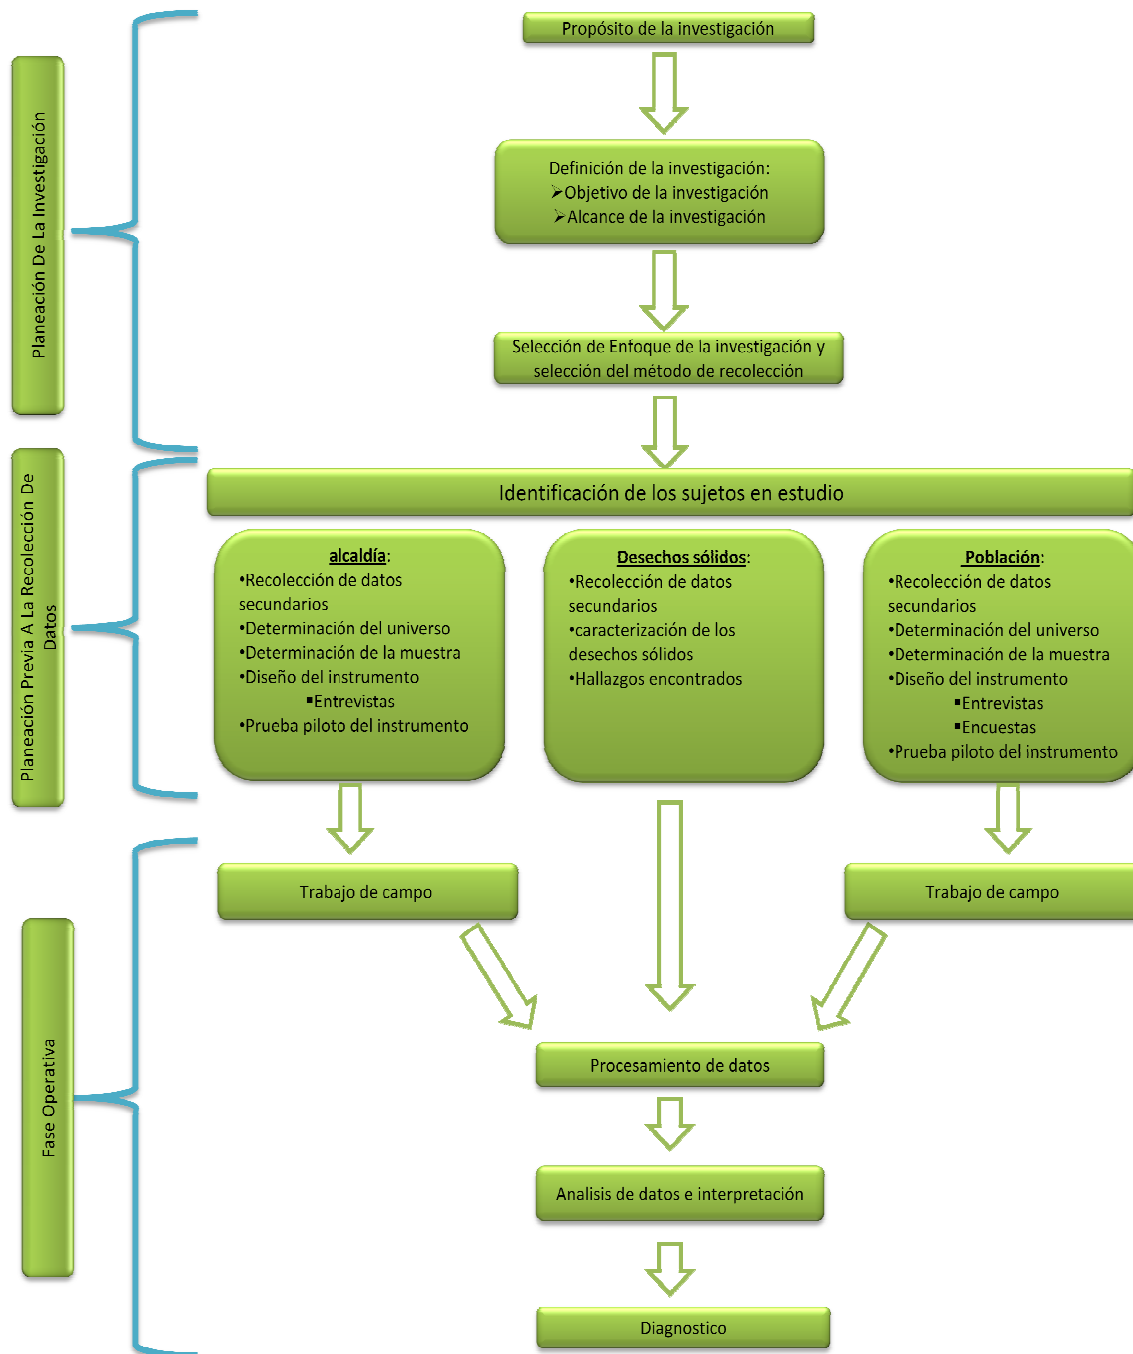 Planeación De La Investigación
Propósito de la investigación
Definición de la investigación:
➢Objetivo de la investigación
➢Alcance de la investigación
Selección de Enfoque de la investigación y
selección del método de recolección
Planeación Previa A La Recolección De
Datos
Identificación de los sujetos en estudio
alcaldía:
•Recolección de datos
secundarios
•Determinación del universo
•Determinación de la muestra
•Diseño del instrumento
▪Entrevistas
•Prueba piloto del instrumento
Desechos sólidos:
•Recolección de datos
secundarios
•caracterización de los
desechos sólidos
•Hallazgos encontrados
Población:
•Recolección de datos
secundarios
•Determinación del universo
•Determinación de la muestra
•Diseño del instrumento
▪Entrevistas
▪Encuestas
•Prueba piloto del instrumento
Fase Operativa
Trabajo de campo
Trabajo de campo
Procesamiento de datos
Analisis de datos e interpretación
Diagnostico